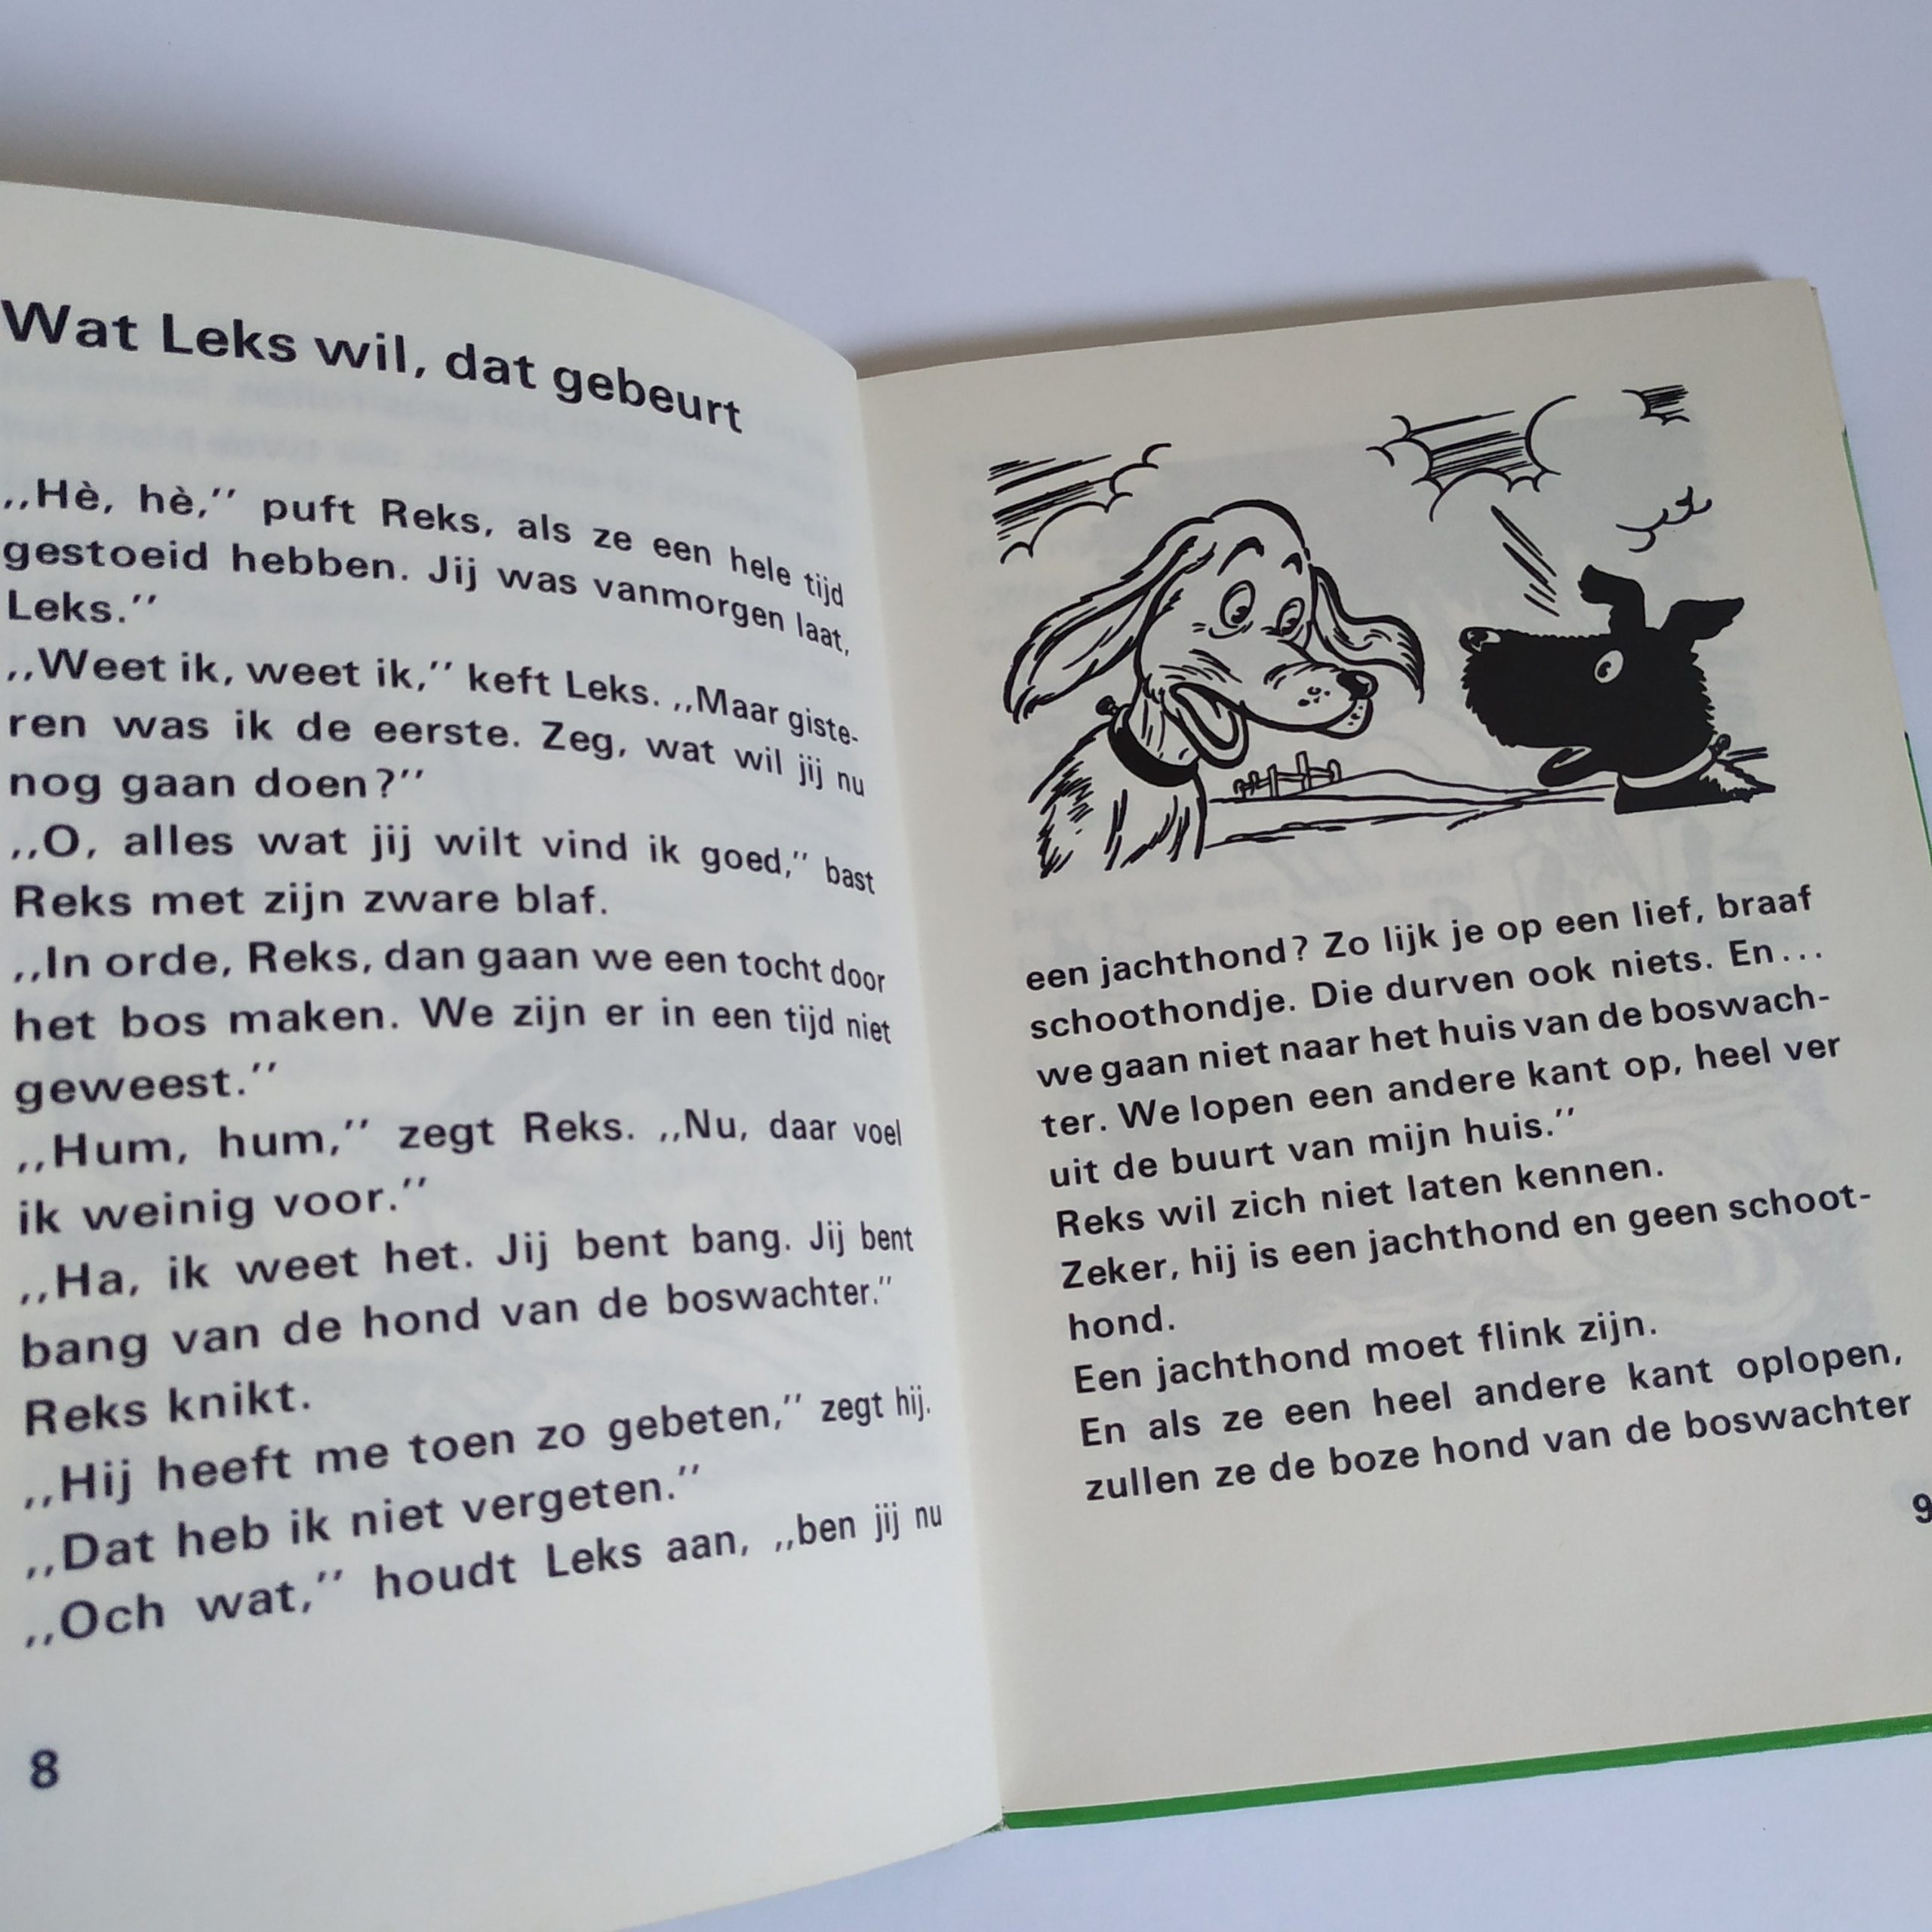 Wat Leks wil, dat gebeurt
,,Hè, hè,'' puft Reks, als ze een hele tijd
gestoeid hebben. Jij was vanmorgen laat,
Leks.''
,,Weet ik, weet ik,'' keft Leks. ,,Maar giste-
ren was ik de eerste. Zeg, wat wil jij nu
nog gaan doen?''
,,O, alles wat jij wilt vind ik goed,'' bast
Reks met zijn zware blaf.
,,In orde, Reks, dan gaan we een tocht door
het bos maken. We zijn er in een tijd niet
geweest.''
,,Hum, hum,'' zegt Reks. ,,Nu, daar voel
ik weinig voor.''
,,Ha, ik weet het. Jij bent bang. Jij bent
bang van de hond van de boswachter.''
Reks knikt.
,,Hij heeft me toen zo gebeten,'' zegt hij.
,,Dat heb ik niet vergeten.''
,,Och wat,'' houdt Leks aan, ,,ben jij nu
8
een jachthond? Zo lijk je op een lief, braaf
schoothondje. Die durven ook niets. En...
we gaan niet naar het huis van de boswach-
ter. We lopen een andere kant op, heel ver
uit de buurt van mijn huis.''
Reks wil zich niet laten kennen.
Zeker, hij is een jachthond en geen schoot-
hond.
Een jachthond moet flink zijn.
En als ze een heel andere kant oplopen,
zullen ze de boze hond van de boswachter
9